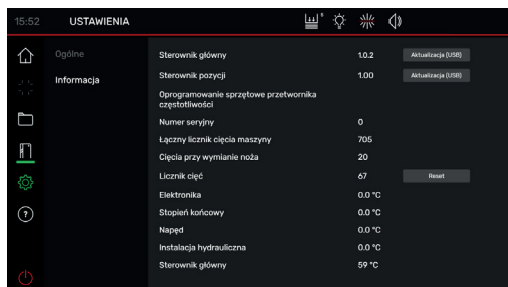 15:52 USTAWIENIA
Ogólne
Informacja
Sterownik główny 1.0.2 Aktualizacja (USB)
Sterownik pozycji 1.00 Aktualizacja (USB)
Oprogramowanie sprzętowe przetwornika
częstotliwości
Numer seryjny 0
Łączny licznik cięcia maszyny 705
Cięcia przy wymianie noża 20
Licznik cięć 67 Reset
Elektronika 0.0 °C
Stopień końcowy 0.0 °C
Napęd 0.0 °C
Instalacja hydrauliczna 0.0 °C
Sterownik główny 59 °C